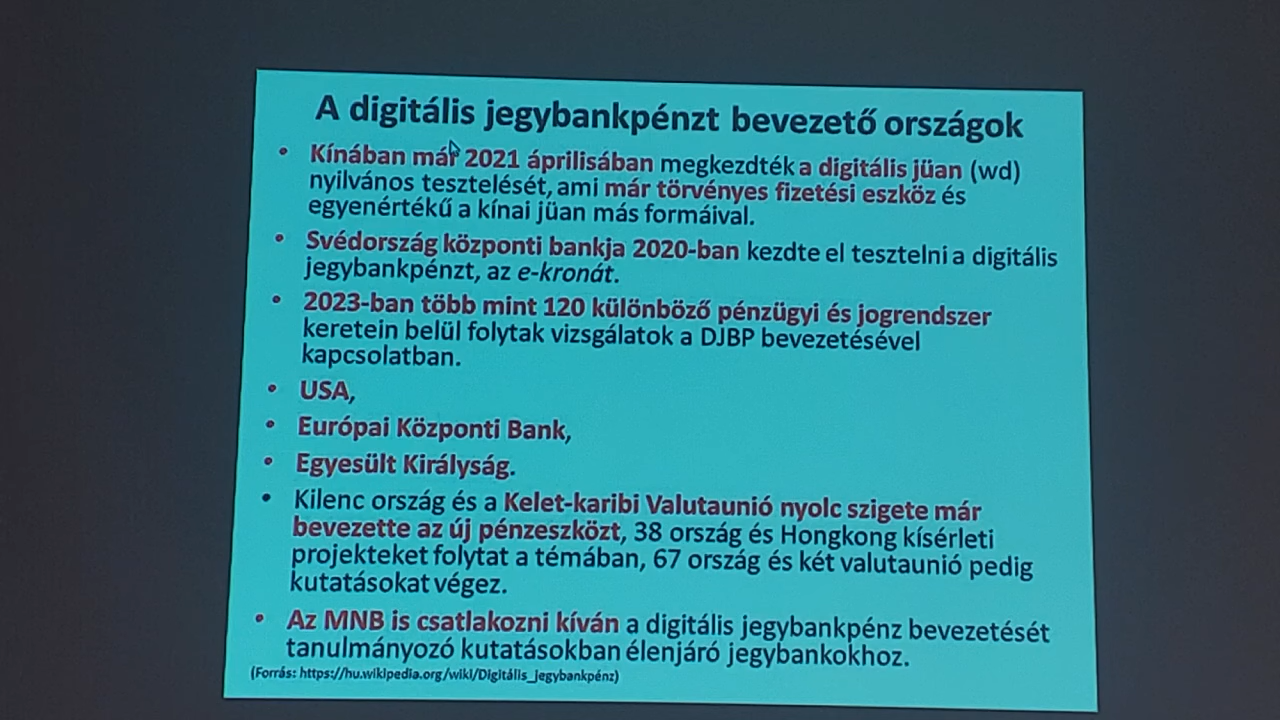 A digitális jegybankpénzt bevezető országok
• Kínában már 2021 áprilisában megkezdték a digitális jüan (wd)
nyilvános tesztelését, ami már törvényes fizetési eszköz és
egyenértékű a kínai jüan más formáival.
• Svédország központi bankja 2020-ban kezdte el tesztelni a digitális
jegybankpénzt, az e-kronát.
• 2023-ban több mint 120 különböző pénzügyi és jogrendszer
keretein belül folytak vizsgálatok a DJBP bevezetésével
kapcsolatban.
• USA,
• Európai Központi Bank,
• Egyesült Királyság.
• Kilenc ország és a Kelet-karibi Valutaunió nyolc szigete már
bevezette az új pénzeszközt, 38 ország és Hongkong kísérleti
projekteket folytat a témában, 67 ország és két valutaunió pedig
kutatásokat végez.
• Az MNB is csatlakozni kíván a digitális jegybankpénz bevezetését
tanulmányozó kutatásokban élenjáró jegybankokhoz.
(Forrás: https://hu.wikipedia.org/wiki/Digitális_jegybankpénz)